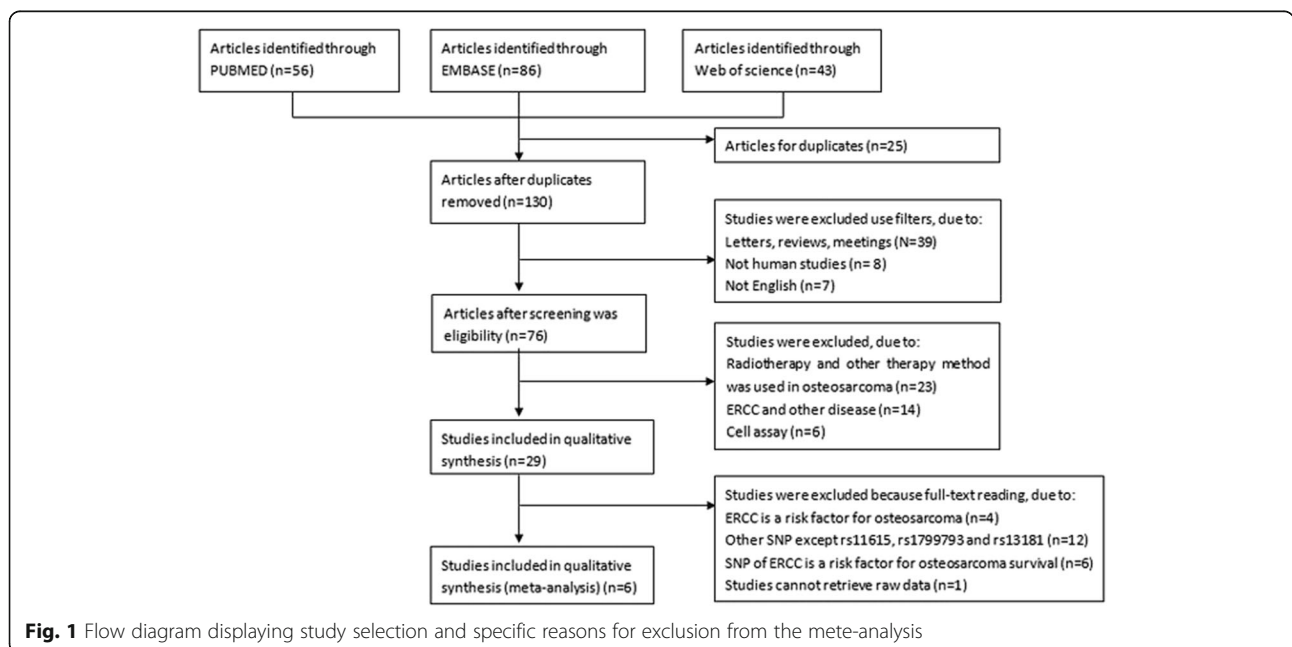 Articles identified through
PUBMED (n=56)
Articles identified through
EMBASE (n=86)
Articles identified through
Web of science (n=43)
Articles for duplicates (n=25)
Articles after duplicates
removed (n=130)
Studies were excluded use filters, due to:
Letters, reviews, meetings (N=39)
Not human studies (n= 8)
Not English (n=7)
Articles after screening was
eligibility (n=76)
Studies were excluded, due to:
Radiotherapy and other therapy method
was used in osteosarcoma (n=23)
ERCC and other disease (n=14)
Cell assay (n=6)
Studies included in qualitative
synthesis (n=29)
Studies were excluded because full-text reading, due to:
ERCC is a risk factor for osteosarcoma (n=4)
Other SNP except rs11615, rs1799793 and rs13181 (n=12)
SNP of ERCC is a risk factor for osteosarcoma survival (n=6)
Studies cannot retrieve raw data (n=1)
Studies included in qualitative
synthesis (meta-analysis) (n=6)
Fig. 1 Flow diagram displaying study selection and specific reasons for exclusion from the mete-analysis